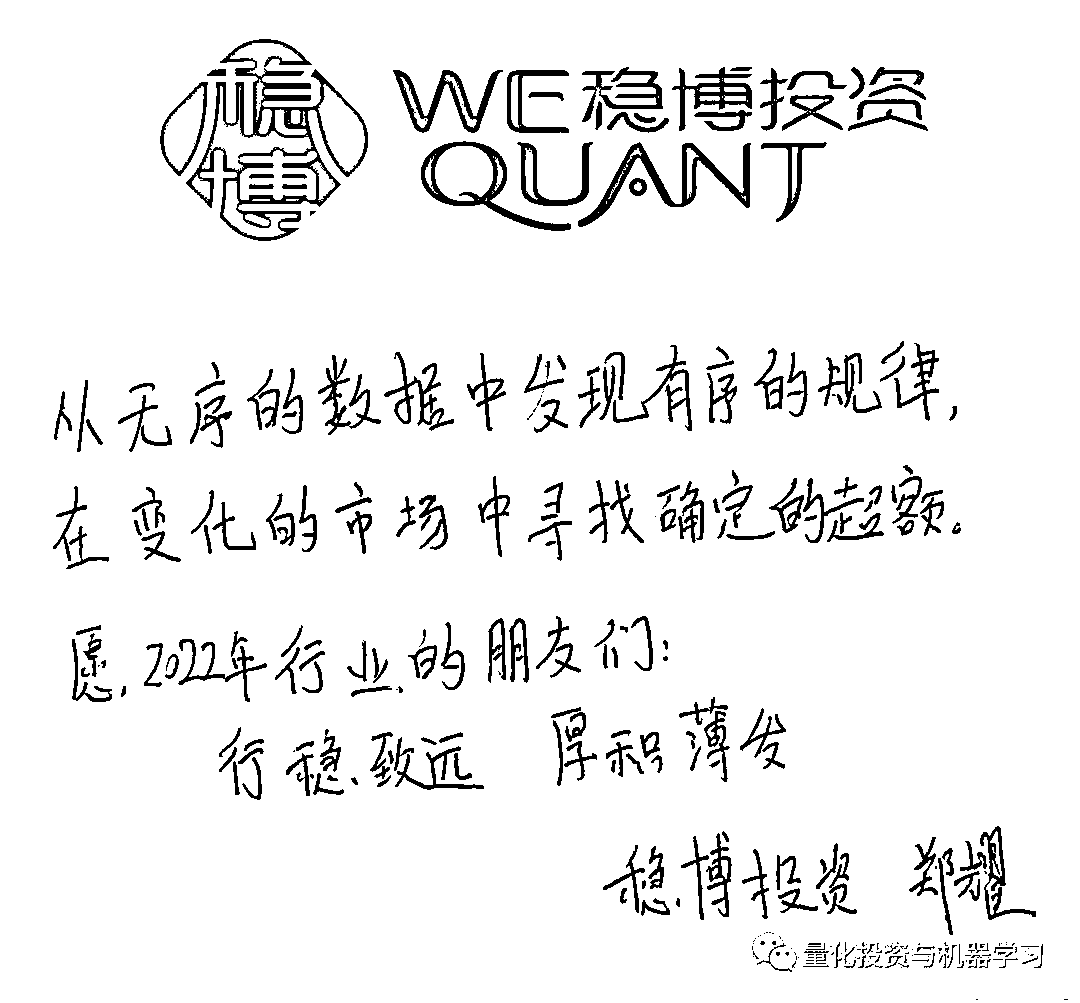 稳博
WE稳博投资
QUANT
从无序的数据中发现有序的规律,
在变化的市场中寻找确定的超额。
愿,2022年行业的朋友们:
行稳致远 厚积薄发
稳博投资 郑耀
量化投资与机器学习